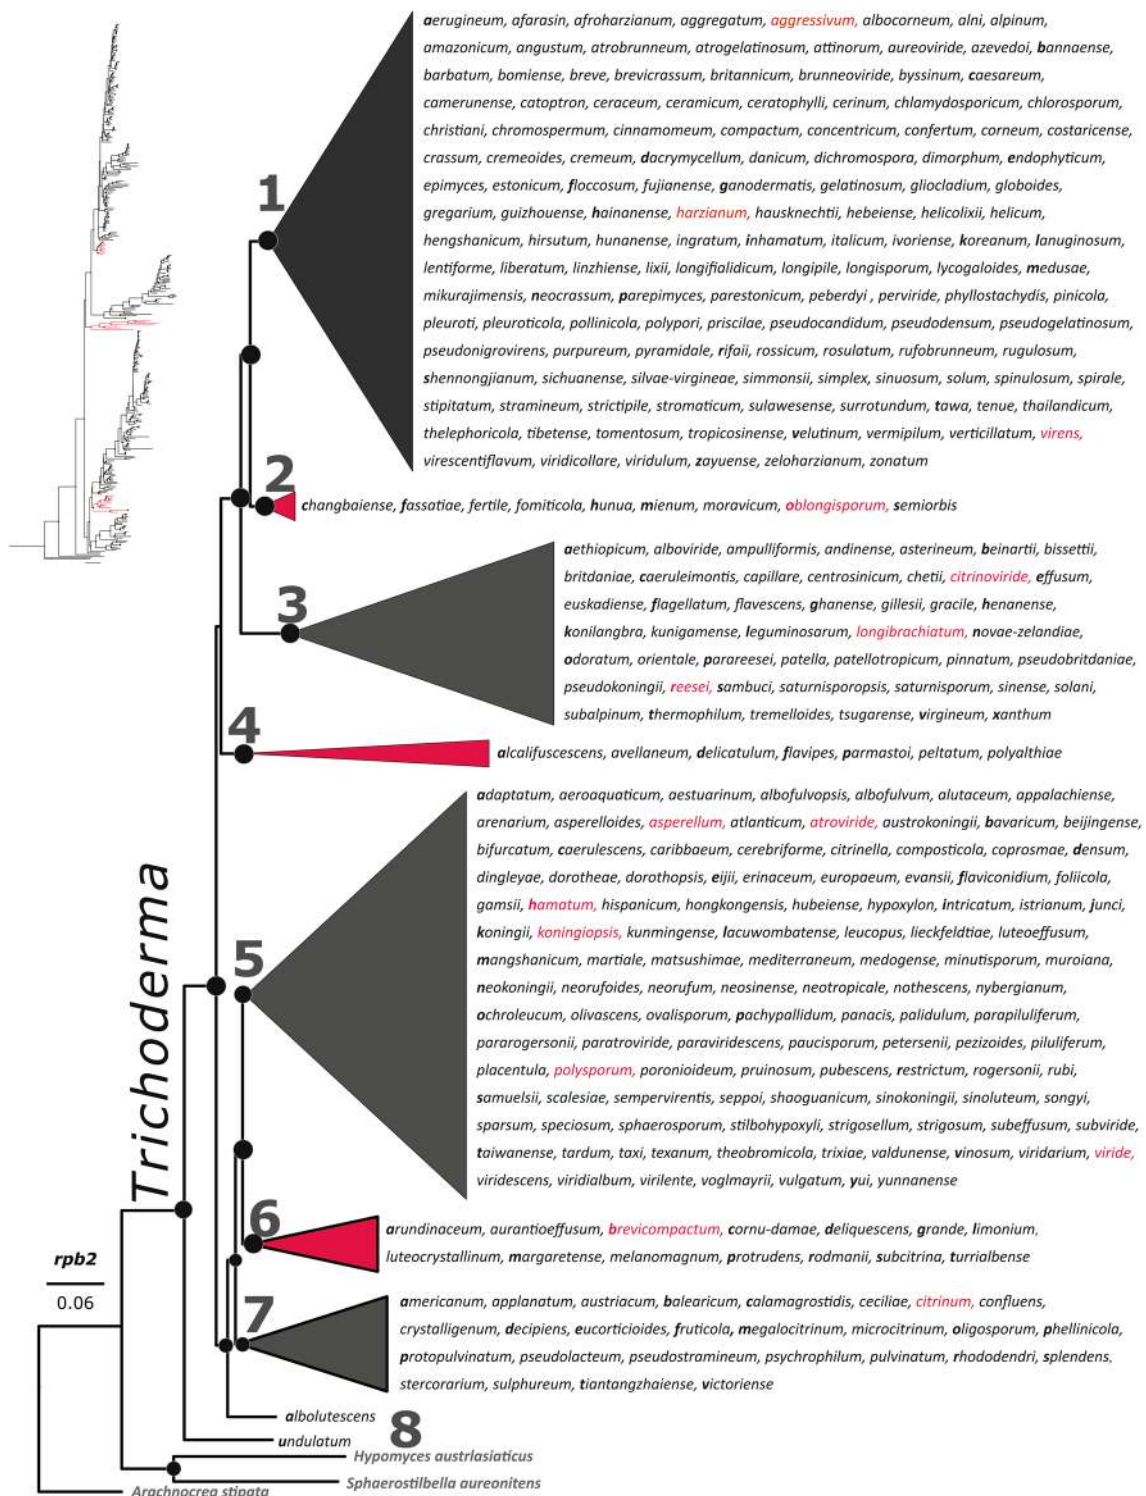 1
aerugineum, afarasin, afroharzianum, aggregatum, aggressivum, albocorneum, alni, alpinum,
amazonicum, angustum, atrobrunneum, atrogelatinosum, attinorum, aureoviride, azevedoi, bannaense,
barbatum, bomiense, breve, brevicrassum, britannicum, brunneoviride, byssinum, caesareum,
camerunense, catoptron, ceraceum, ceramicum, ceratophylli, cerinum, chlamydosporicum, chlorosporum,
christiani, chromospermum, cinnamomeum, compactum, concentricum, confertum, corneum, costaricense,
crassum, cremeoides, cremeum, dacrymycellum, danicum, dichromospora, dimorphum, endophyticum,
epimyces, estonicum, floccosum, fujianense, ganodermatis, gelatinosum, gliocladium, globoides,
gregarium, guizhouense, hainanense, harzianum, hausknechtii, hebeiense, helicolixii, helicum,
hengshanicum, hirsutum, hunanense, ingratum, inhamatum, italicum, ivoriense, koreanum, lanuginosum,
lentiforme, liberatum, linzhiense, lixii, longifialidicum, longipile, longisporum, lycogaloides, medusae,
mikurajimensis, neocrassum, parepimyces, parestonicum, peberdyi , perviride, phyllostachydis, pinicola,
pleuroti, pleuroticola, pollinicola, polypori, priscilae, pseudocandidum, pseudodensum, pseudogelatinosum,
pseudonigrovirens, purpureum, pyramidale, rifaii, rossicum, rosulatum, rufobrunneum, rugulosum,
shennongjianum, sichuanense, silvae-virgineae, simmonsii, simplex, sinuosum, solum, spinulosum, spirale,
stipitatum, stramineum, strictipile, stromaticum, sulawesense, surrotundum, tawa, tenue, thailandicum,
thelephoricola, tibetense, tomentosum, tropicosinense, velutinum, vermipilum, verticillatum, virens,
virescentiflavum, viridicollare, viridulum, zayuense, zeloharzianum, zonatum
2
changbaiense, fassatiae, fertile, fomiticola, hunua, mienum, moravicum, oblongisporum, semiorbis
3
aethiopicum, alboviride, ampulliformis, andinense, asterineum, beinartii, bissettii,
britdaniae, caeruleimontis, capillare, centrosinicum, chetii, citrinoviride, effusum,
euskadiense, flagellatum, flavescens, ghanense, gillesii, gracile, henanense,
konilangbra, kunigamense, leguminosarum, longibrachiatum, novae-zelandiae,
odoratum, orientale, parareesei, patella, patellotropicum, pinnatum, pseudobritdaniae,
pseudokoningii, reesei, sambuci, saturnisporopsis, saturnisporum, sinense, solani,
subalpinum, thermophilum, tremelloides, tsugarense, virgineum, xanthum
4
alcalifuscescens, avellaneum, delicatulum, flavipes, parmastoi, peltatum, polyalthiae
5
adaptatum, aeroaquaticum, aestuarinum, albofulvopsis, albofulvum, alutaceum, appalachiense,
arenarium, asperelloides, asperellum, atlanticum, atroviride, austrokoningii, bavaricum, beijingense,
bifurcatum, caerulescens, caribbaeum, cerebriforme, citrinella, composticola, coprosmae, densum,
dingleyae, dorotheae, dorothopsis, eijii, erinaceum, europaeum, evansii, flaviconidium, foliicola,
gamsii, hamatum, hispanicum, hongkongensis, hubeiense, hypoxylon, intricatum, istrianum, junci,
koningii, koningiopsis, kunmingense, lacuwombatense, leucopus, lieckfeldtiae, luteoeffusum,
mangshanicum, martiale, matsushimae, mediterraneum, medogense, minutisporum, muroiana,
neokoningii, neorufoides, neorufum, neosinense, neotropicale, nothescens, nybergianum,
ochroleucum, olivascens, ovalisporum, pachypallidum, panacis, palidulum, parapiluliferum,
pararogersonii, paratroviride, paraviridescens, paucisporum, petersenii, pezizoides, piluliferum,
placentula, polysporum, poronioideum, pruinosum, pubescens, restrictum, rogersonii, rubi,
samuelsii, scalesiae, sempervirentis, seppoi, shaoguanicum, sinokoningii, sinoluteum, songyi,
sparsum, speciosum, sphaerosporum, stilbohypoxyli, strigosellum, strigosum, subeffusum, subviride,
taiwanense, tardum, taxi, texanum, theobromicola, trixiae, valdunense, vinosum, viridarium, viride,
viridescens, viridialbum, virilente, voglmayrii, vulgatum, yui, yunnanense
Trichoderma
6
arundinaceum, aurantioeffusum, brevicompactum, cornu-damae, deliquescens, grande, limonium,
luteocrystallinum, margaretense, melanomagnum, protrudens, rodmanii, subcitrina, turrialbense
rpb2
0.06
7
americanum, applanatum, austriacum, balearicum, calamagrostidis, ceciliae, citrinum, confluens,
crystalligenum, decipiens, eucorticioides, fruticola, megalocitrinum, microcitrinum, oligosporum, phellinicola,
protopulvinatum, pseudolacteum, pseudostramineum, psychrophilum, pulvinatum, rhododendri, splendens,
stercorarium, sulphureum, tiantangzhaiense, victoriense
albolutescens
8
undulatum
Hypomyces austrlasiaticus
Sphaerostilbella aureonitens
Arachnocrea stipata